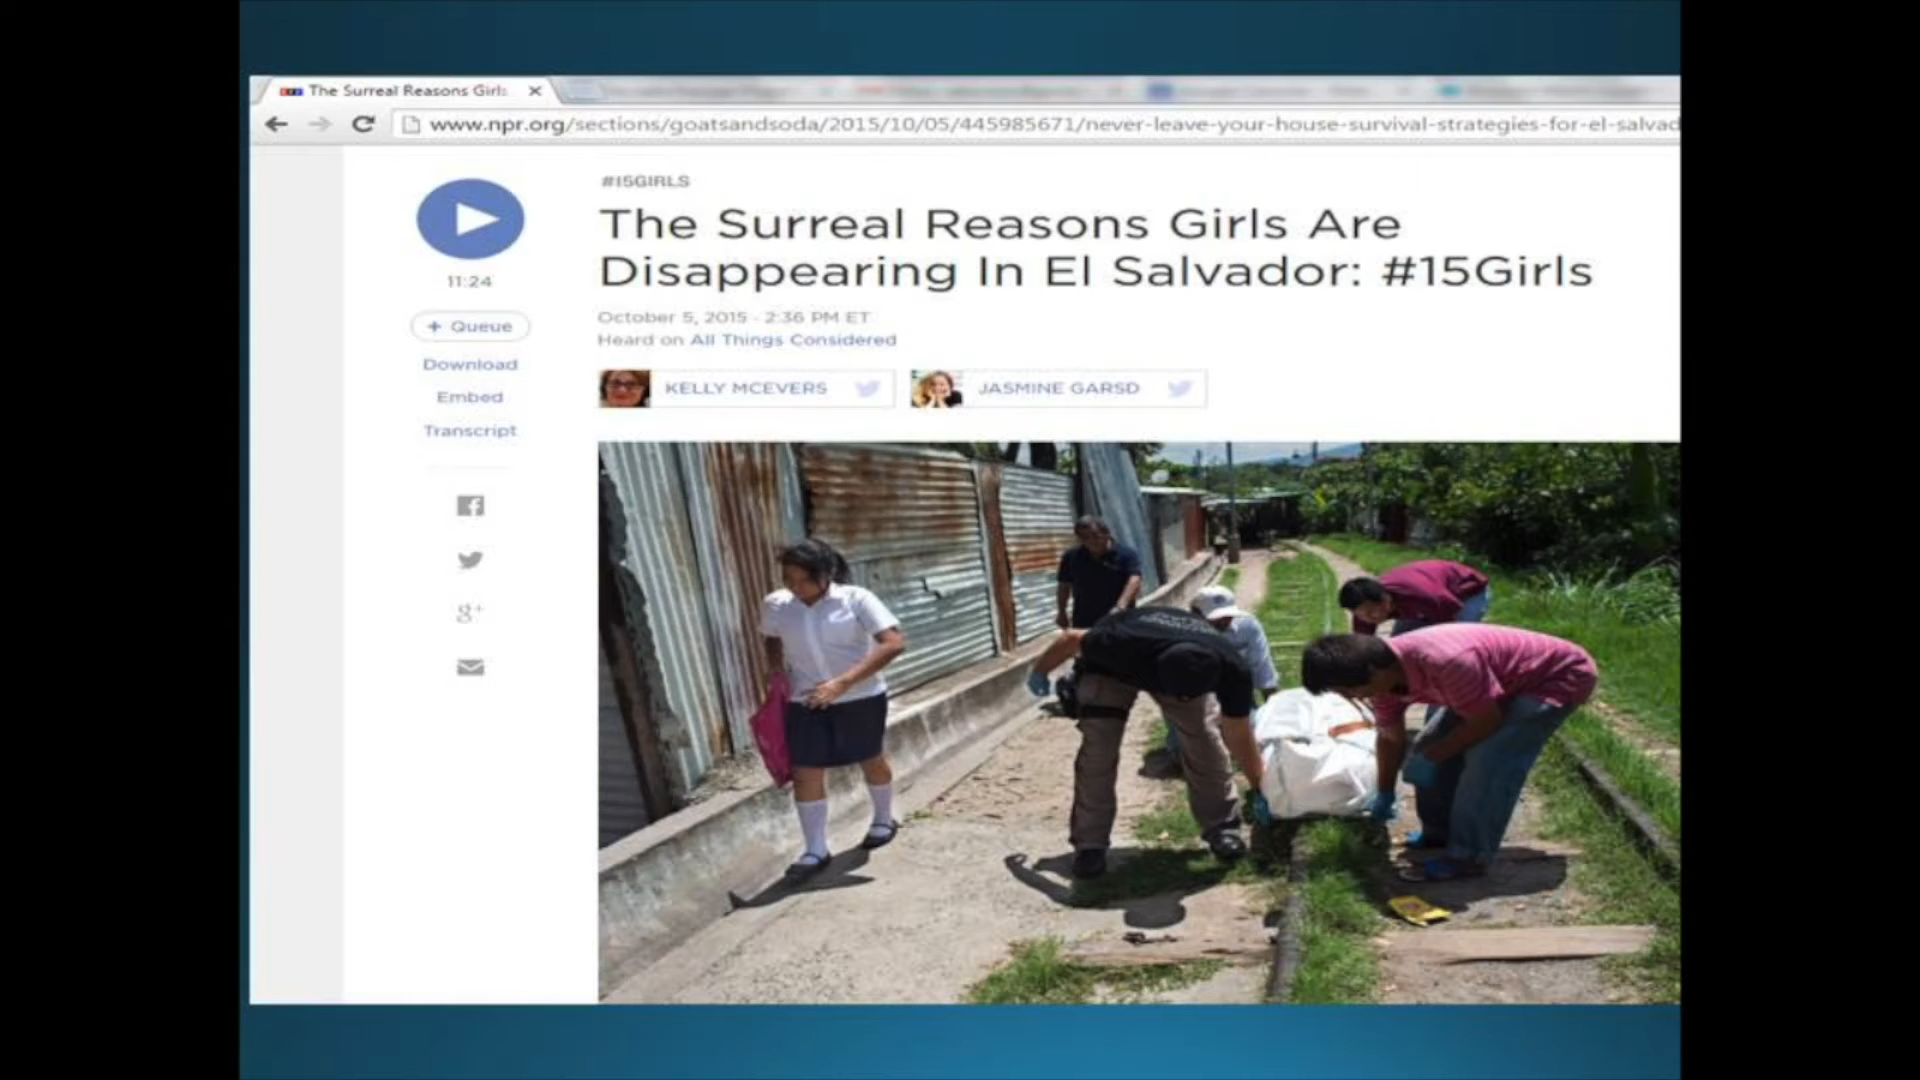 The Surreal Reasons Girls
www.npr.org/sections/goatsandsoda/2015/10/05/445985671/never-leave-your-house-survival-strategies-for-el-salvad
#15GIRLS
The Surreal Reasons Girls Are
Disappearing In El Salvador: #15Girls
11:24
October 5, 2015 · 2:36 PM ET
+ Queue
Heard on All Things Considered
Download
KELLY MCEVERS
JASMINE GARSD
Embed
Transcript
g+